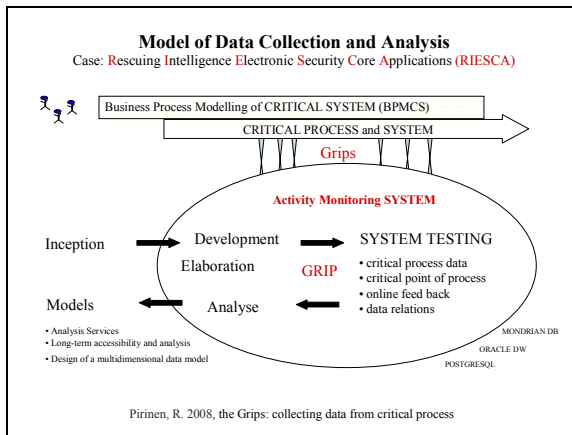 Model of Data Collection and Analysis
Case: Rescuing Intelligence Electronic Security Core Applications (RIESCA)
Business Process Modelling of CRITICAL SYSTEM (BPMCS)
CRITICAL PROCESS and SYSTEM
Grips
Activity Monitoring SYSTEM
Inception
Development
SYSTEM TESTING
Elaboration
GRIP
• critical process data
• critical point of process
• online feed back
• data relations
Models
Analyse
• Analysis Services
• Long-term accessibility and analysis
• Design of a multidimensional data model
MONDRIAN DB
ORACLE DW
POSTGRESQL
Pirinen, R. 2008, the Grips: collecting data from critical process